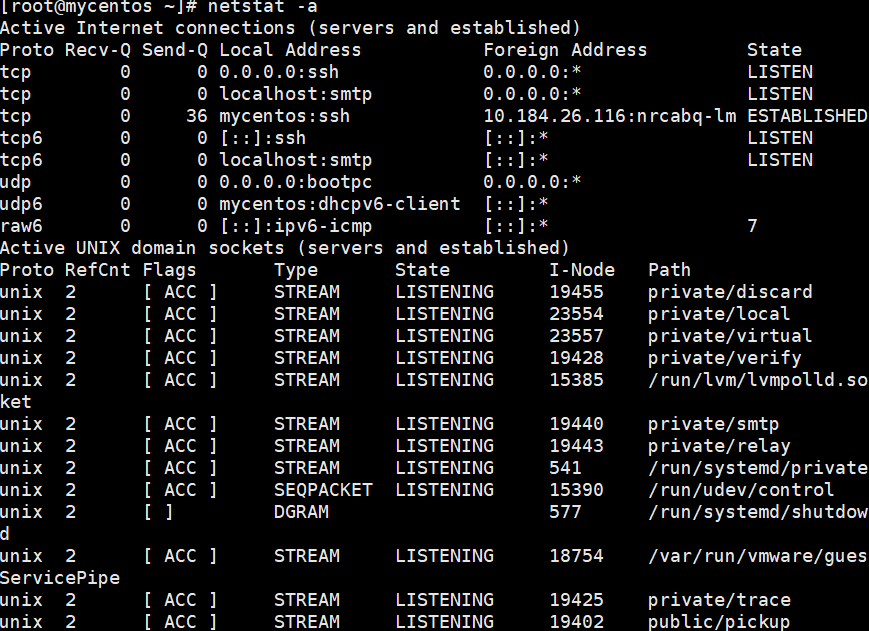 [root@mycentos ~]# netstat -a
Active Internet connections (servers and established)
Proto Recv-Q Send-Q Local Address           Foreign Address         State
tcp        0      0 0.0.0.0:ssh             0.0.0.0:*               LISTEN
tcp        0      0 localhost:smtp          0.0.0.0:*               LISTEN
tcp        0     36 mycentos:ssh            10.184.26.116:nrcabq-lm ESTABLISHED
tcp6       0      0 [::]:ssh                [::]:*                  LISTEN
tcp6       0      0 localhost:smtp          [::]:*                  LISTEN
udp        0      0 0.0.0.0:bootpc          0.0.0.0:*
udp6       0      0 mycentos:dhcpv6-client  [::]:*
raw6       0      0 [::]:ipv6-icmp          [::]:*                  7
Active UNIX domain sockets (servers and established)
Proto RefCnt Flags       Type       State         I-Node   Path
unix  2      [ ACC ]     STREAM     LISTENING     19455    private/discard
unix  2      [ ACC ]     STREAM     LISTENING     23554    private/local
unix  2      [ ACC ]     STREAM     LISTENING     23557    private/virtual
unix  2      [ ACC ]     STREAM     LISTENING     19428    private/verify
unix  2      [ ACC ]     STREAM     LISTENING     15385    /run/lvm/lvmpolld.so
ket
unix  2      [ ACC ]     STREAM     LISTENING     19440    private/smtp
unix  2      [ ACC ]     STREAM     LISTENING     19443    private/relay
unix  2      [ ACC ]     STREAM     LISTENING     541      /run/systemd/private
unix  2      [ ACC ]     SEQPACKET  LISTENING     15390    /run/udev/control
unix  2      [ ]         DGRAM                    577      /run/systemd/shutdow
d
unix  2      [ ACC ]     STREAM     LISTENING     18754    /var/run/vmware/gues
ServicePipe
unix  2      [ ACC ]     STREAM     LISTENING     19425    private/trace
unix  2      [ ACC ]     STREAM     LISTENING     19402    public/pickup